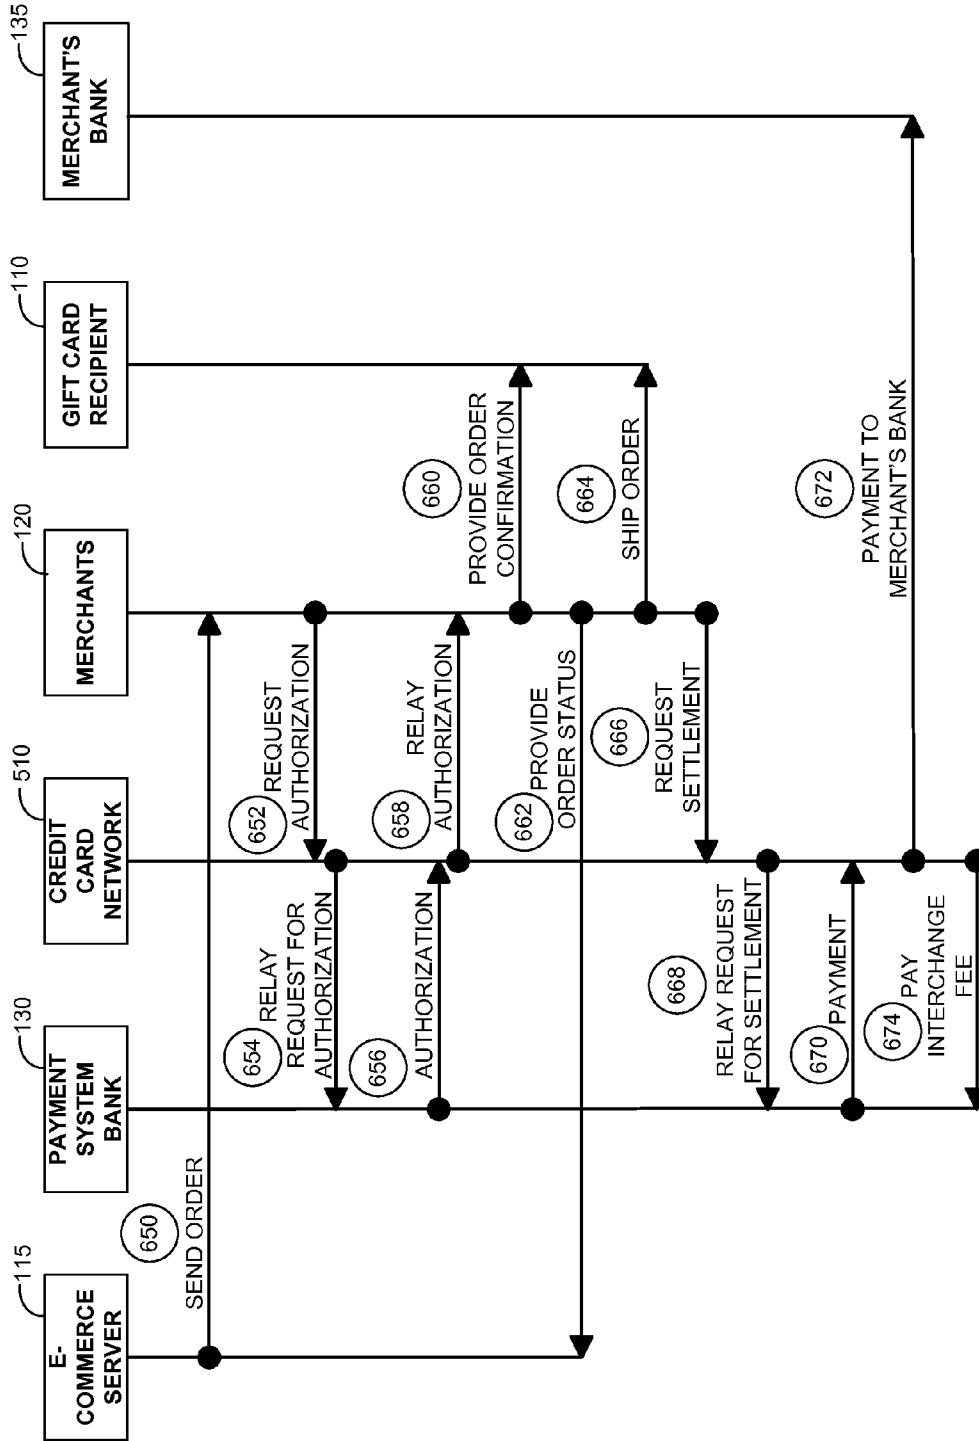 115
E-
COMMERCE
SERVER
130
PAYMENT
SYSTEM
BANK
510
CREDIT
CARD
NETWORK
120
MERCHANTS
110
GIFT CARD
RECIPIENT
135
MERCHANT'S
BANK
650
SEND ORDER
652
REQUEST
AUTHORIZATION
654
RELAY
REQUEST FOR
AUTHORIZATION
656
AUTHORIZATION
658
RELAY
AUTHORIZATION
660
PROVIDE ORDER
CONFIRMATION
662
PROVIDE
ORDER STATUS
664
SHIP ORDER
666
REQUEST
SETTLEMENT
668
RELAY REQUEST
FOR SETTLEMENT
670
PAYMENT
672
PAYMENT TO
MERCHANT'S BANK
674
PAY
INTERCHANGE
FEE